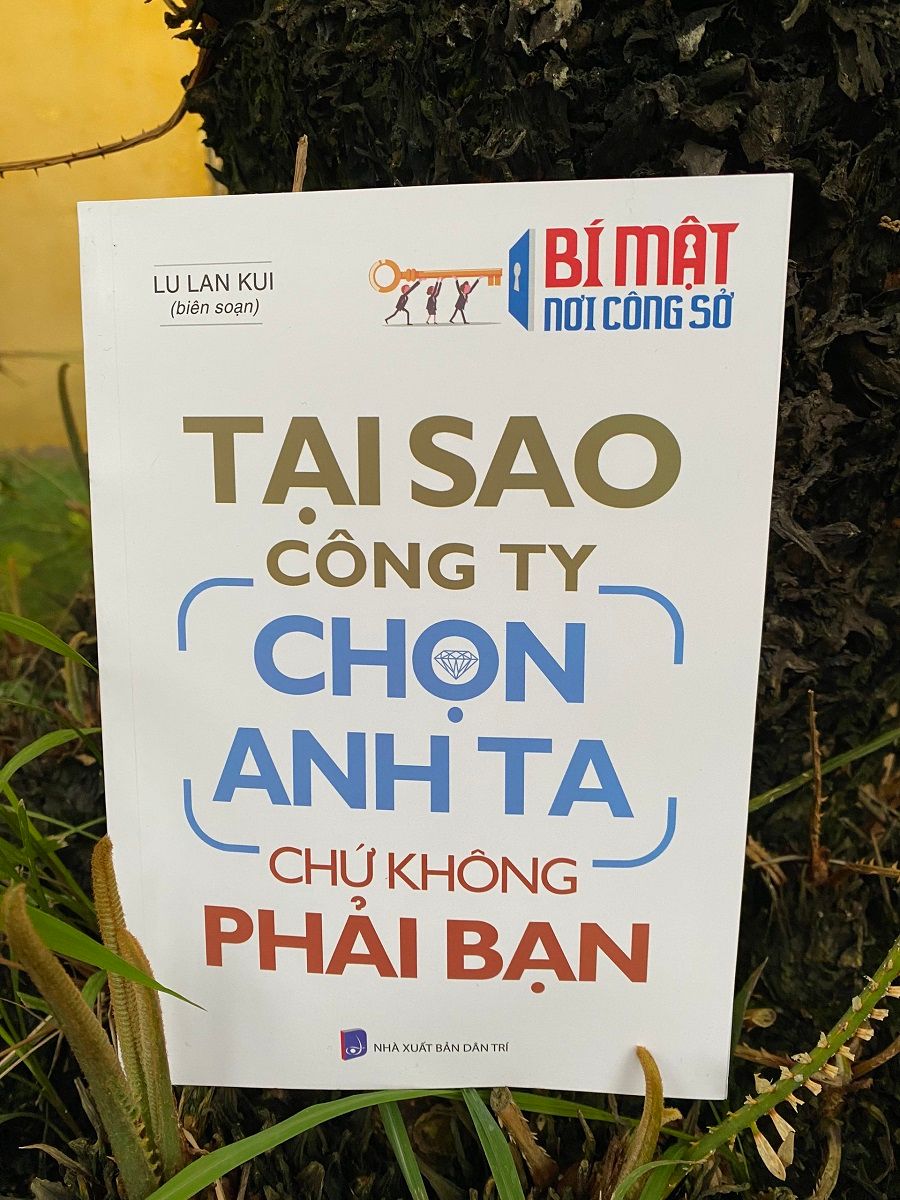 LU LAN KUI
(biên soạn)
BÍ MẬT
NƠI CÔNG SỞ
TẠI SAO
CÔNG TY
CHỌN
ANH TA
CHỨ KHÔNG
PHẢI BẠN
NHÀ XUẤT BẢN DÂN TRÍ